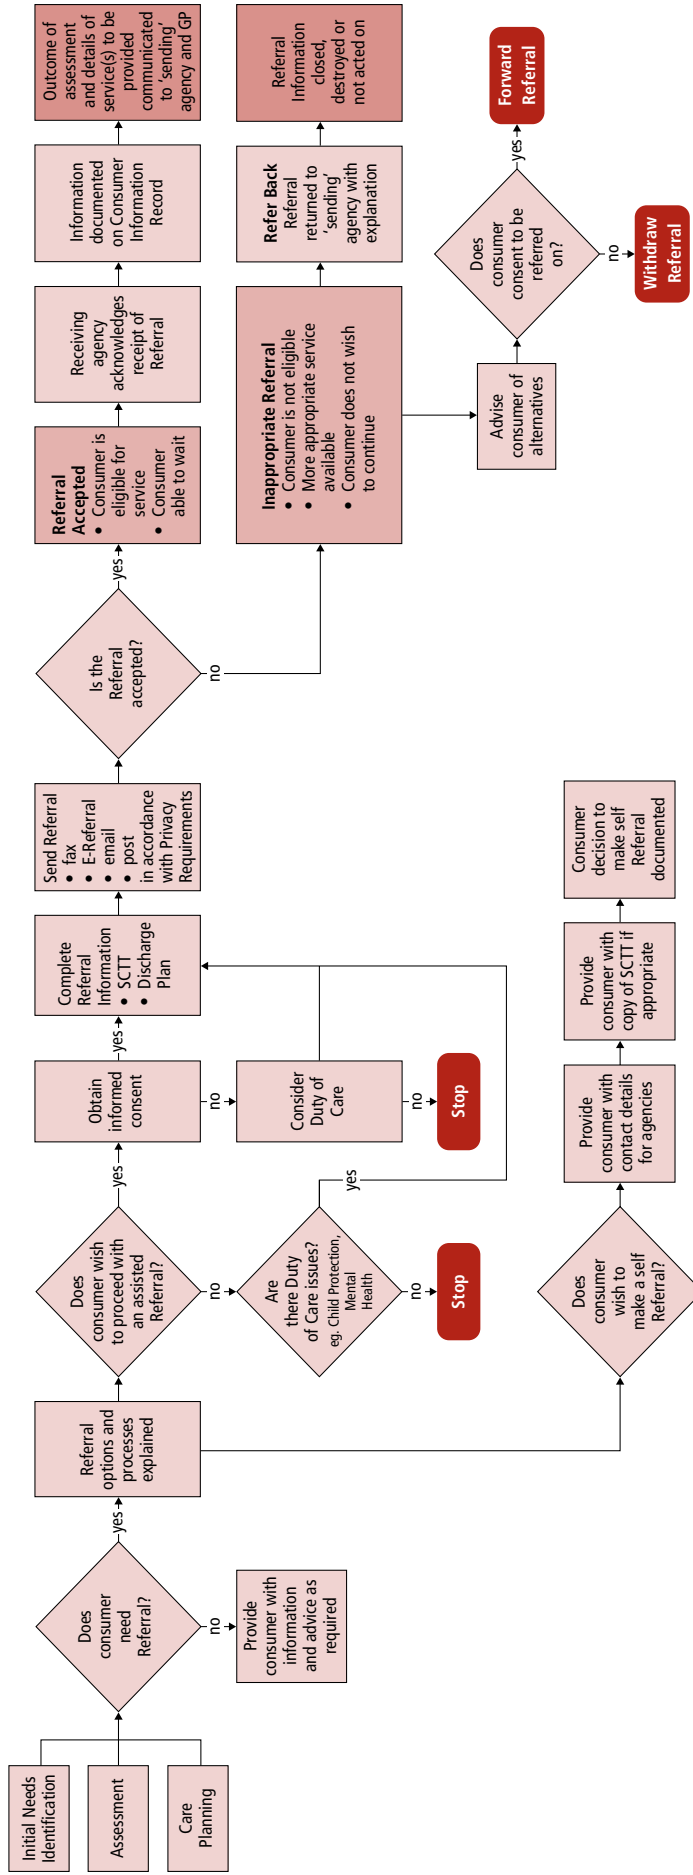 Initial Needs
Identification
Assessment
Care
Planning
Does
consumer
need
Referral?
yes
no
Provide
consumer with
information
and advice as
required
Referral
options and
processes
explained
Does
consumer wish
to proceed with
an assisted
Referral?
yes
no
Are
there Duty
of Care issues?
eg. Child Protection,
Mental
Health
yes
no
Stop
Obtain
informed
consent
yes
no
Consider
Duty of
Care
no
Stop
Complete
Referral
Information
• SCTT
• Discharge
Plan
Send Referral
• fax
• E-Referral
• email
• post
in accordance
with Privacy
Requirements
Does
consumer
wish to
make a self
Referral?
Provide
consumer with
contact details
for agencies
Provide
consumer with
copy of SCTT if
appropriate
Consumer
decision to
make self
Referral
documented
Is the
Referral
accepted?
yes
no
Referral
Accepted
• Consumer is
eligible for
service
• Consumer
able to wait
Receiving
agency
acknowledges
receipt of
Referral
Information
documented
on Consumer
Information
Record
Outcome of
assessment
and details of
service(s) to be
provided
communicated
to ‘sending’
agency and GP
Inappropriate Referral
• Consumer is not eligible
• More appropriate service
available
• Consumer does not wish
to continue
Refer Back
Referral
returned to
‘sending’
agency with
explanation
Referral
Information
closed,
destroyed or
not acted on
Advise
consumer of
alternatives
Does
consumer
consent to be
referred
on?
yes
no
Forward
Referral
Withdraw
Referral